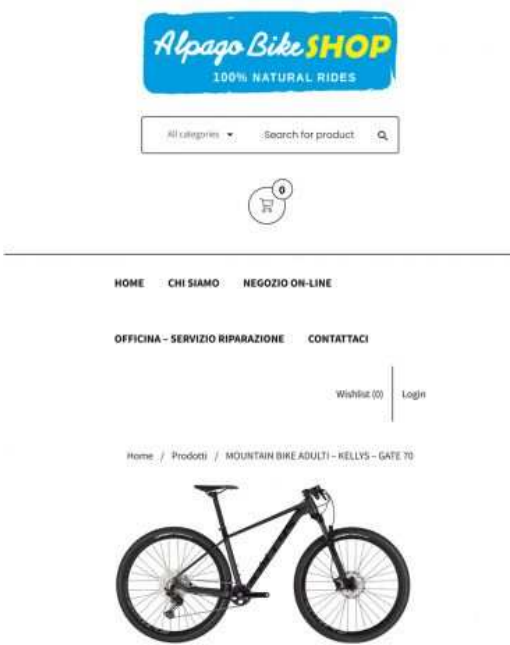 Alpago Bike SHOP
100% NATURAL RIDES
All categories Search for product
0
HOME CHI SIAMO NEGOZIO ON-LINE
OFFICINA – SERVIZIO RIPARAZIONE CONTATTACI
Wishlist (0) Login
Home / Prodotti / MOUNTAIN BIKE ADULTI – KELLYS – GATE 70